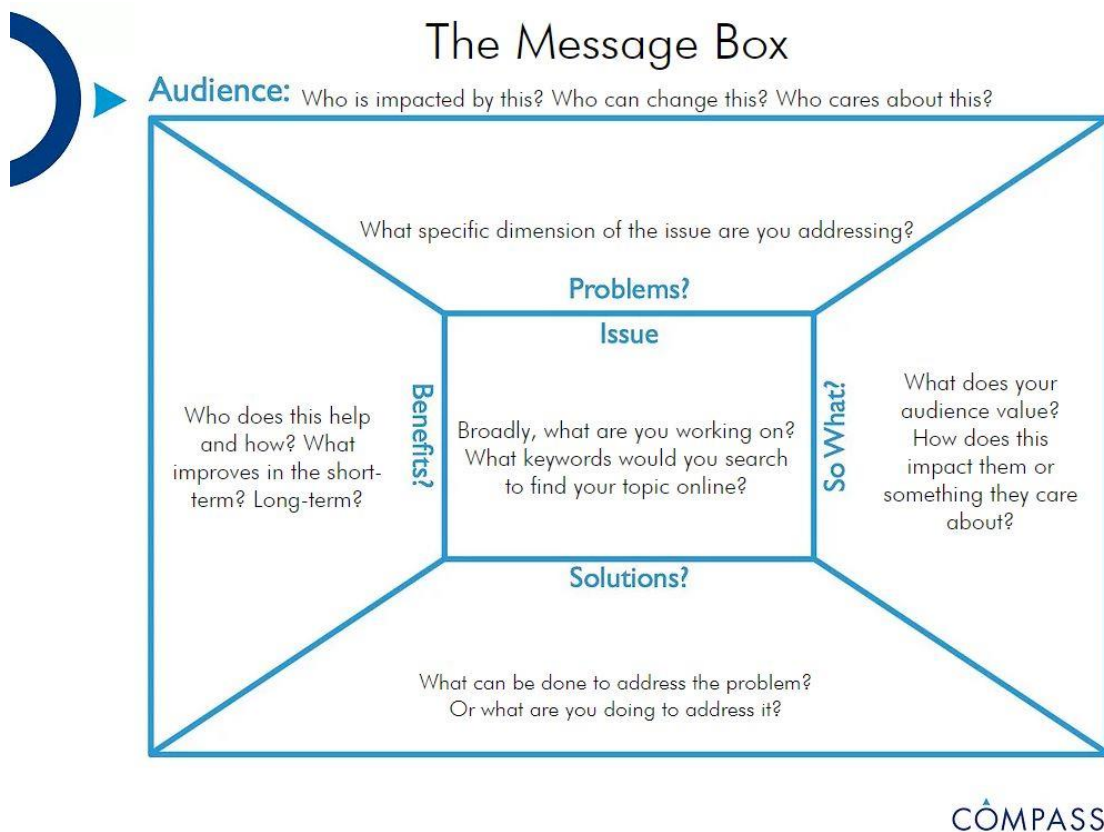 The Message Box
Audience: Who is impacted by this? Who can change this? Who cares about this?
What specific dimension of the issue are you addressing?
Problems?
Issue
Broadly, what are you working on?
What keywords would you search
to find your topic online?
Benefits?
Who does this help
and how? What
improves in the short-
term? Long-term?
So What?
What does your
audience value?
How does this
impact them or
something they care
about?
Solutions?
What can be done to address the problem?
Or what are you doing to address it?
COMPASS